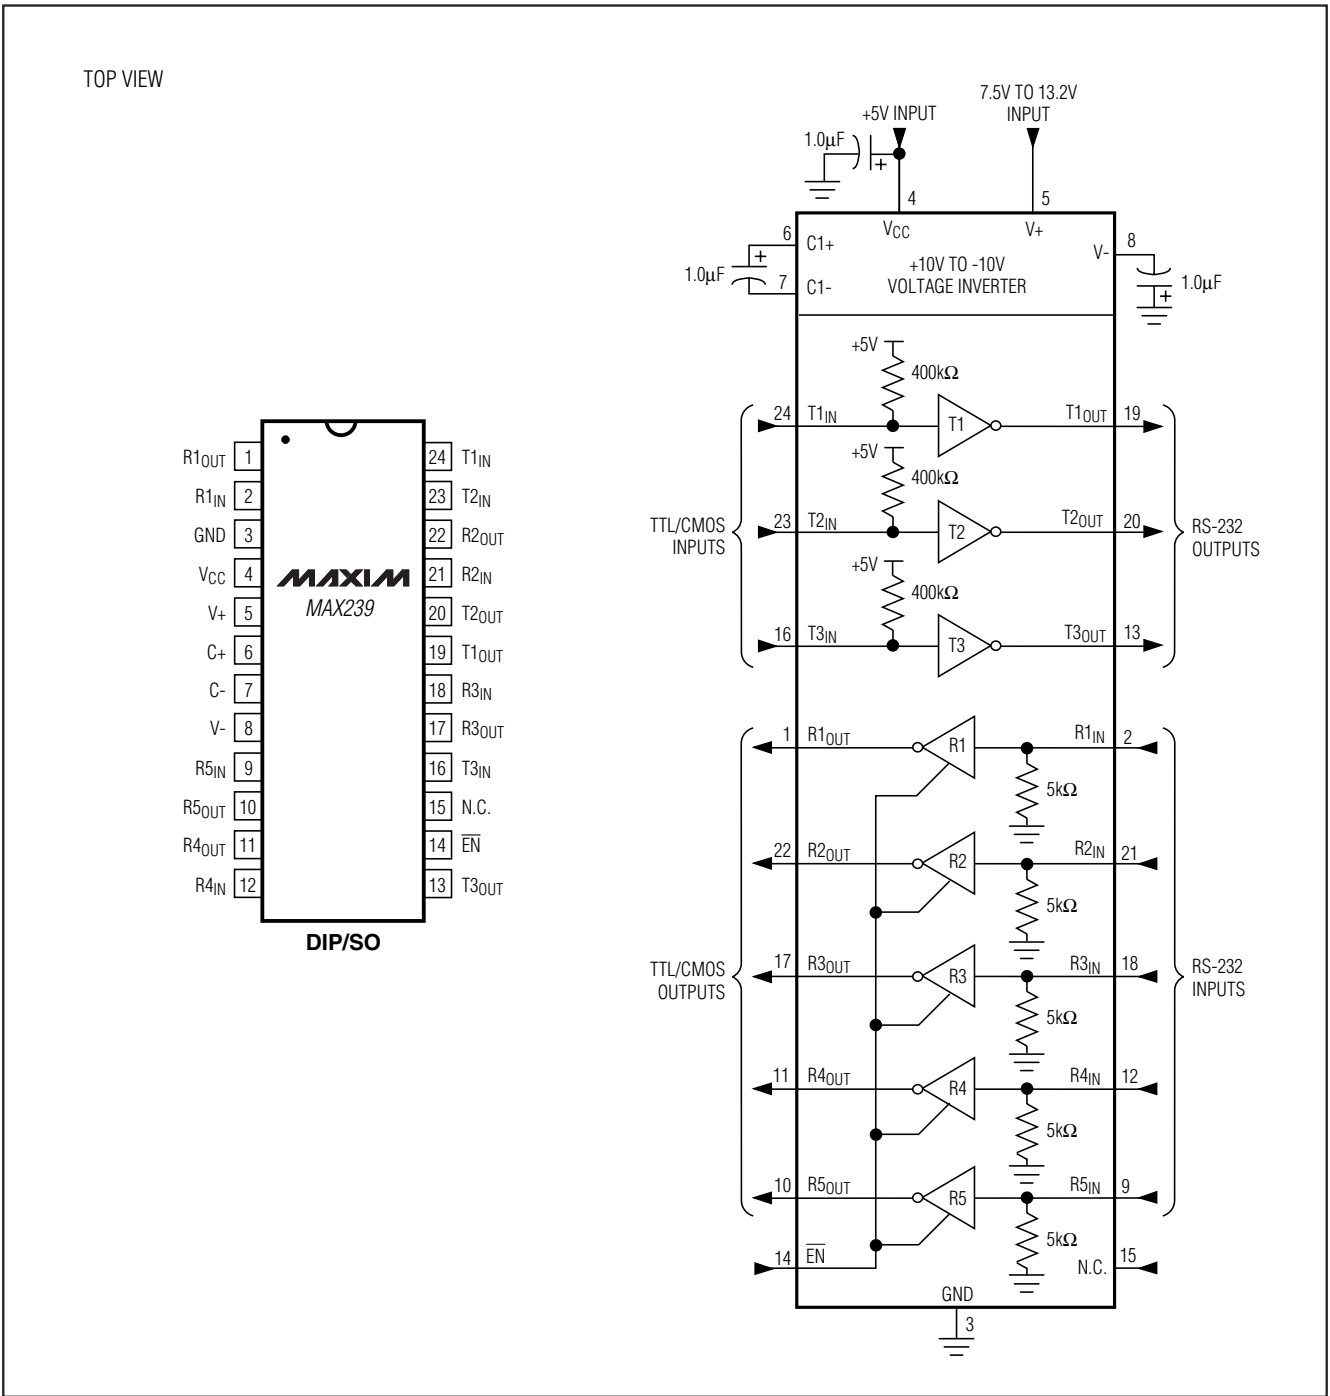 TOP VIEW
R1OUT 1
R1IN 2
GND 3
VCC 4
V+ 5
C+ 6
C- 7
V- 8
R5IN 9
R5OUT 10
R4OUT 11
R4IN 12
24 T1IN
23 T2IN
22 R2OUT
21 R2IN
20 T2OUT
19 T1OUT
18 R3IN
17 R3OUT
16 T3IN
15 N.C.
14 EN
13 T3OUT
MAXIM
MAX239
DIP/SO
+5V INPUT
7.5V TO 13.2V
INPUT
1.0µF
+
4
5
VCC
V+
6 C1+
+
1.0µF
7 C1-
+10V TO -10V
VOLTAGE INVERTER
V- 8
1.0µF
+
+5V
400kΩ
24 T1IN T1 T1OUT 19
+5V
400kΩ
TTL/CMOS
INPUTS
23 T2IN T2 T2OUT 20
RS-232
OUTPUTS
+5V
400kΩ
16 T3IN T3 T3OUT 13
1 R1OUT R1 R1IN 2
5kΩ
22 R2OUT R2 R2IN 21
5kΩ
TTL/CMOS
OUTPUTS
17 R3OUT R3 R3IN 18
RS-232
INPUTS
5kΩ
11 R4OUT R4 R4IN 12
5kΩ
10 R5OUT R5 R5IN 9
5kΩ
14 EN
N.C. 15
GND
3